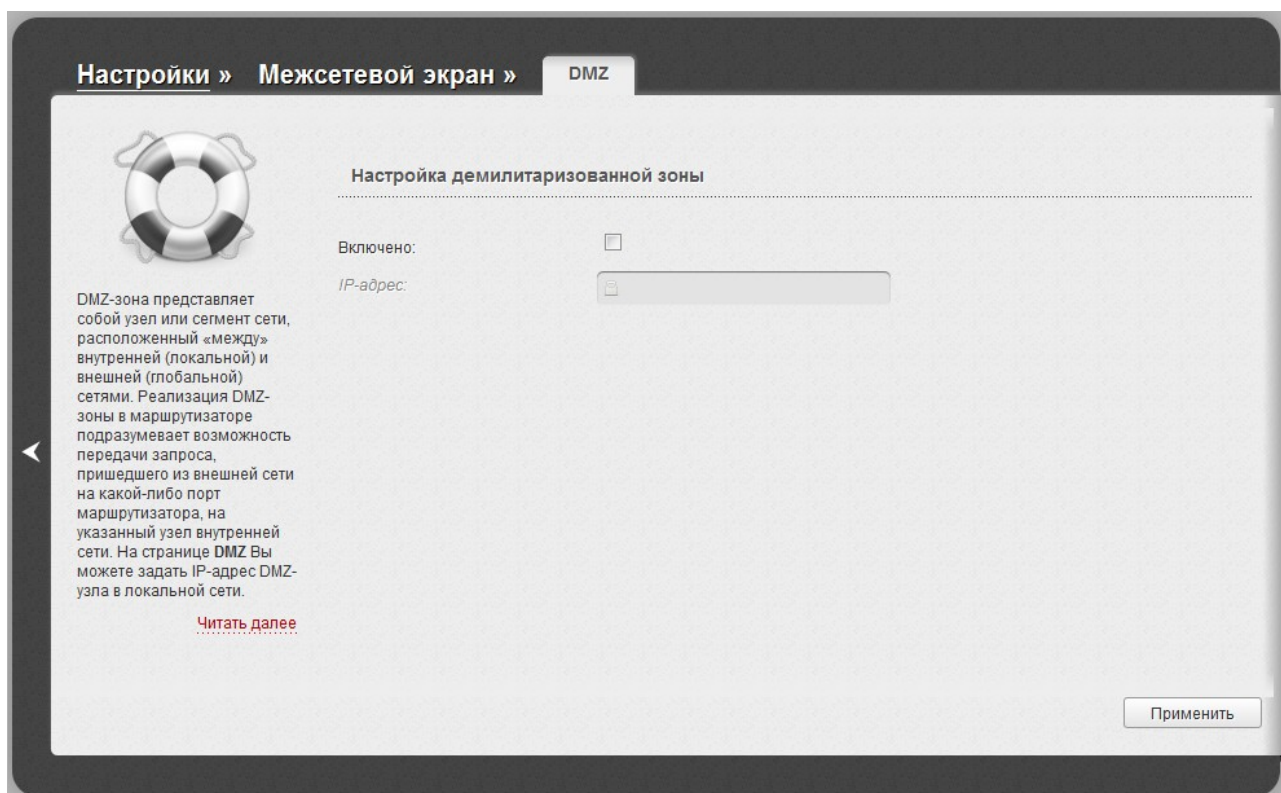 Настройки » Межсетевой экран » DMZ
Настройка демилитаризованной зоны
Включено:
IP-адрес:
DMZ-зона представляет
собой узел или сегмент сети,
расположенный «между»
внутренней (локальной) и
внешней (глобальной)
сетями. Реализация DMZ-
зоны в маршрутизаторе
подразумевает возможность
передачи запроса,
пришедшего из внешней сети
на какой-либо порт
маршрутизатора, на
указанный узел внутренней
сети. На странице DMZ Вы
можете задать IP-адрес DMZ-
узла в локальной сети.
Читать далее
Применить